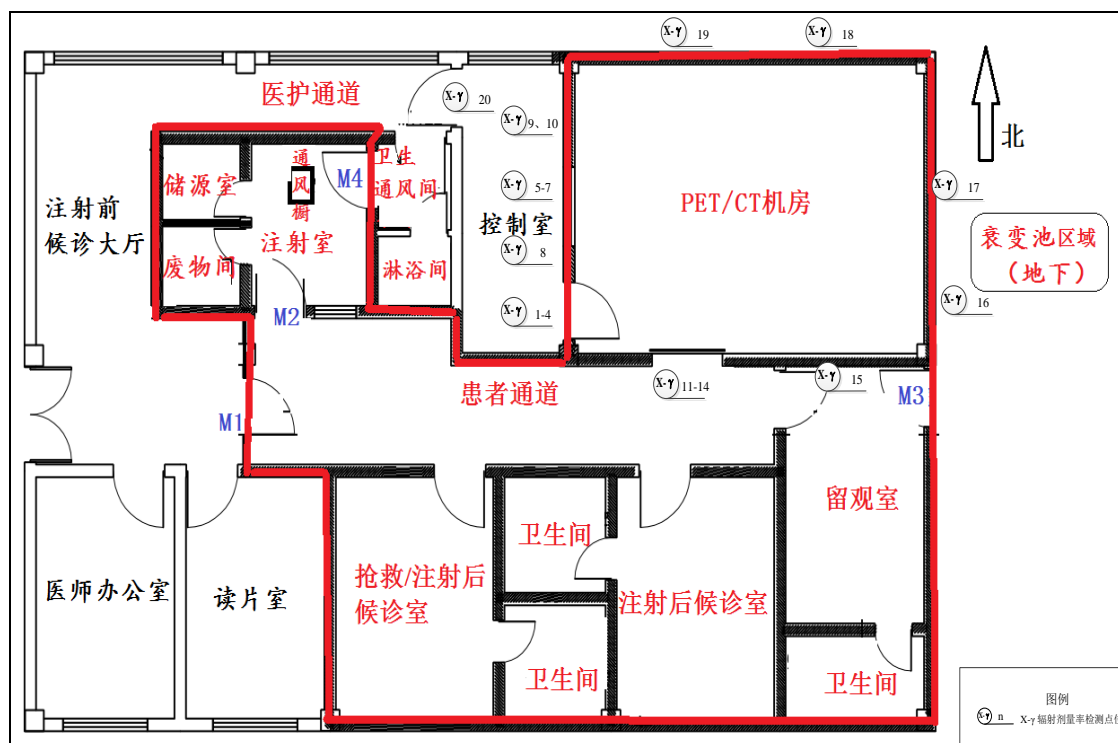 X-γ 19
X-γ 18
医护通道
X-γ 20
X-γ 9、10
北
通风橱
M4
卫生
通风间
储源室
X-γ 5-7
X-γ 17
PET/CT机房
注射前
候诊大厅
控制室
注射室
X-γ 8
衰变池区域
（地下）
废物间
淋浴间
X-γ 16
M2
X-γ 1-4
患者通道
X-γ 11-14
X-γ 15
M3
M1
留观室
卫生间
抢救/注射后
候诊室
注射后候诊室
医师办公室
读片室
卫生间
卫生间
图例
X-γ n X-γ辐射剂量率检测点位